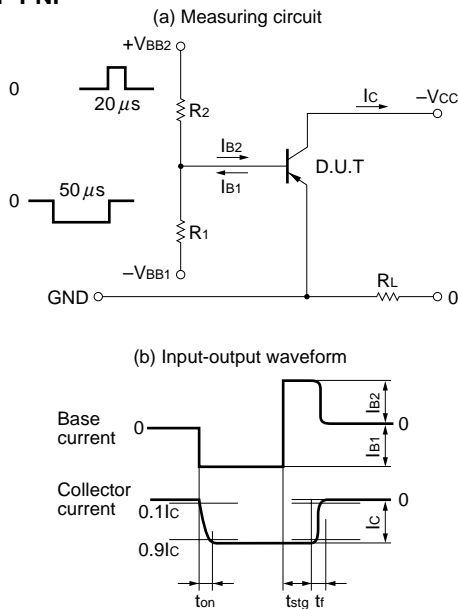 (a) Measuring circuit
+VBB2
0
20 μs
R2
IC
−VCC
IB2
IB1
D.U.T
50 μs
0
R1
−VBB1
GND
RL
0
(b) Input-output waveform
Base
current
0
IB2
0
IB1
Collector
current
0
0.1IC
IC
0.9IC
ton
tstg
tf